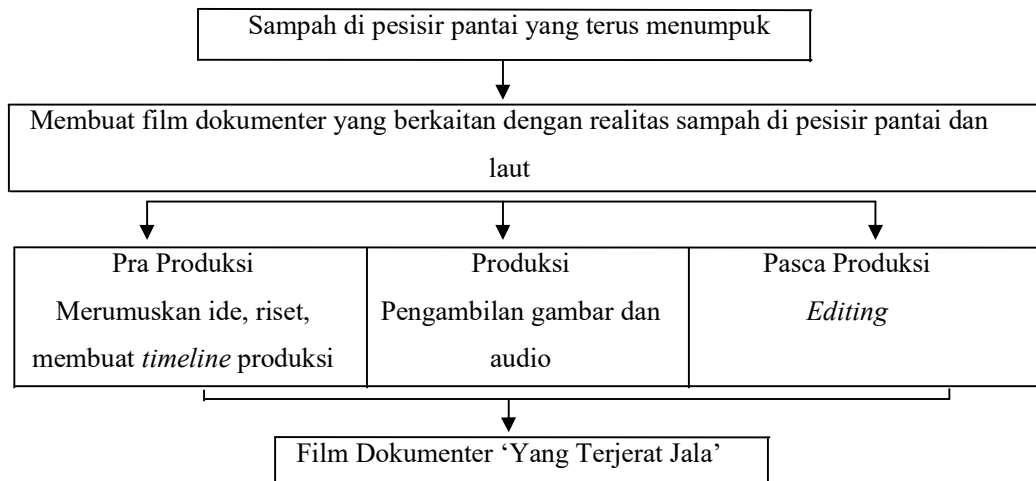 Sampah di pesisir pantai yang terus menumpuk
Membuat film dokumenter yang berkaitan dengan realitas sampah di pesisir pantai dan
laut
Pra Produksi
Merumuskan ide, riset,
membuat timeline produksi
Produksi
Pengambilan gambar dan
audio
Pasca Produksi
Editing
Film Dokumenter ‘Yang Terjerat Jala’